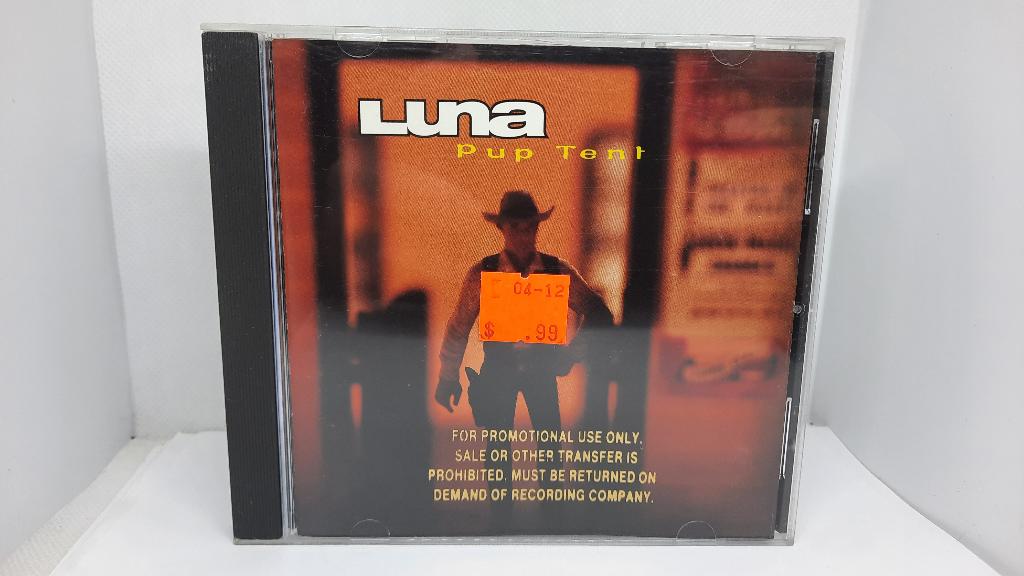 Luna
Pup Tent
04-12
$ .99
FOR PROMOTIONAL USE ONLY.
SALE OR OTHER TRANSFER IS
PROHIBITED. MUST BE RETURNED ON
DEMAND OF RECORDING COMPANY.